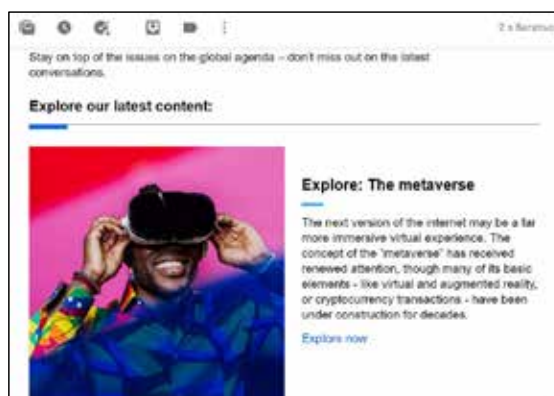 Stay on top of the issues on the global agenda – don't miss out on the latest
conversations.
Explore our latest content:
Explore: The metaverse
The next version of the internet may be a far
more immersive virtual experience. The
concept of the "metaverse" has received
renewed attention, though many of its basic
elements - like virtual and augmented reality,
or cryptocurrency transactions - have been
under construction for decades.
Explore now